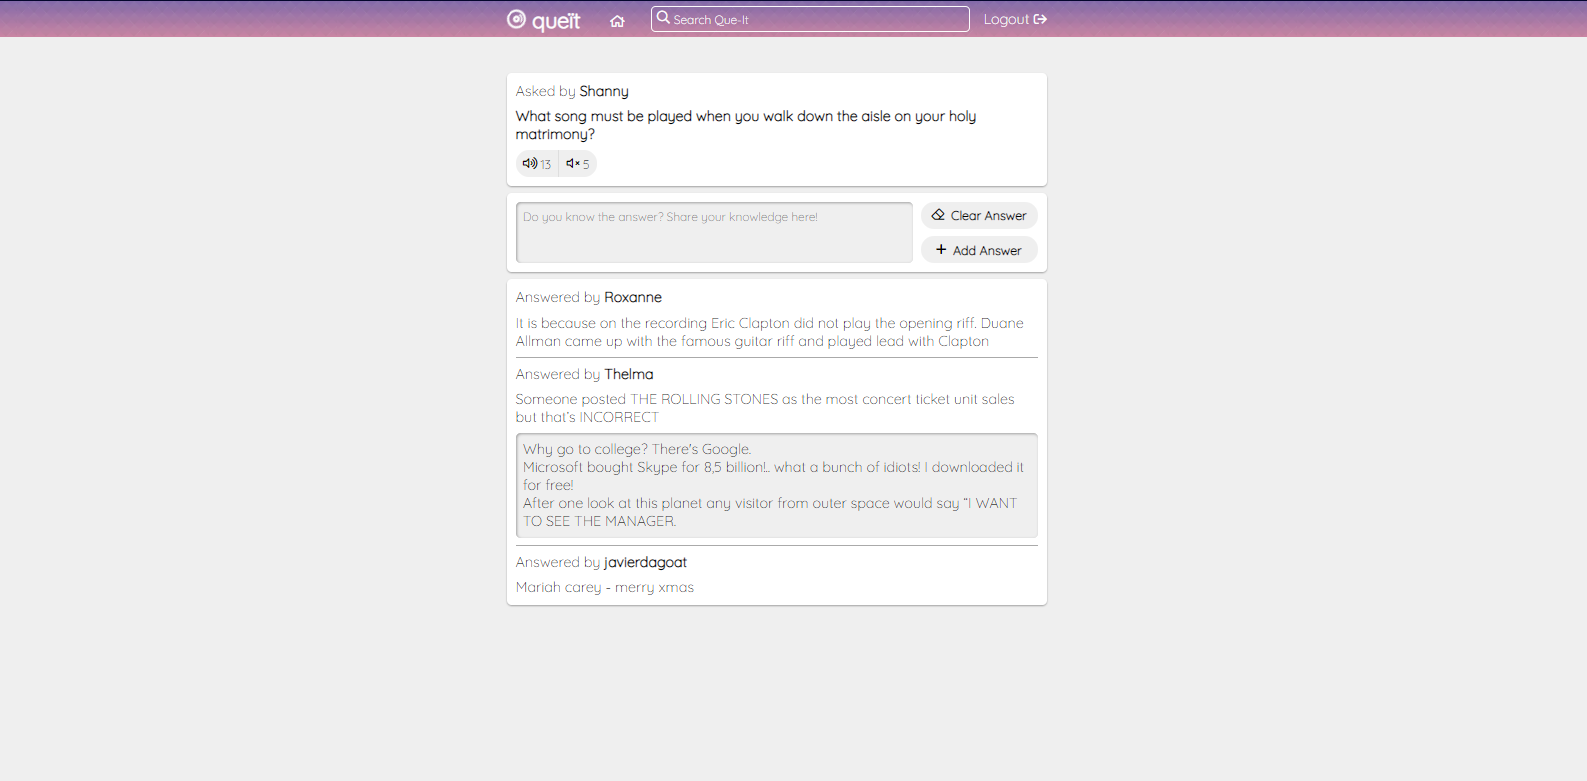 queït
Search Que-It
Logout
Asked by Shanny
What song must be played when you walk down the aisle on your holy
matrimony?
13
5
Do you know the answer? Share your knowledge here!
Clear Answer
Add Answer
Answered by Roxanne
It is because on the recording Eric Clapton did not play the opening riff. Duane
Allman came up with the famous guitar riff and played lead with Clapton
Answered by Thelma
Someone posted THE ROLLING STONES as the most concert ticket unit sales
but that's INCORRECT
Why go to college? There's Google.
Microsoft bought Skype for 8,5 billion!.. what a bunch of idiots! I downloaded it
for free!
After one look at this planet any visitor from outer space would say “I WANT
TO SEE THE MANAGER.
Answered by javierdagoat
Mariah carey - merry xmas